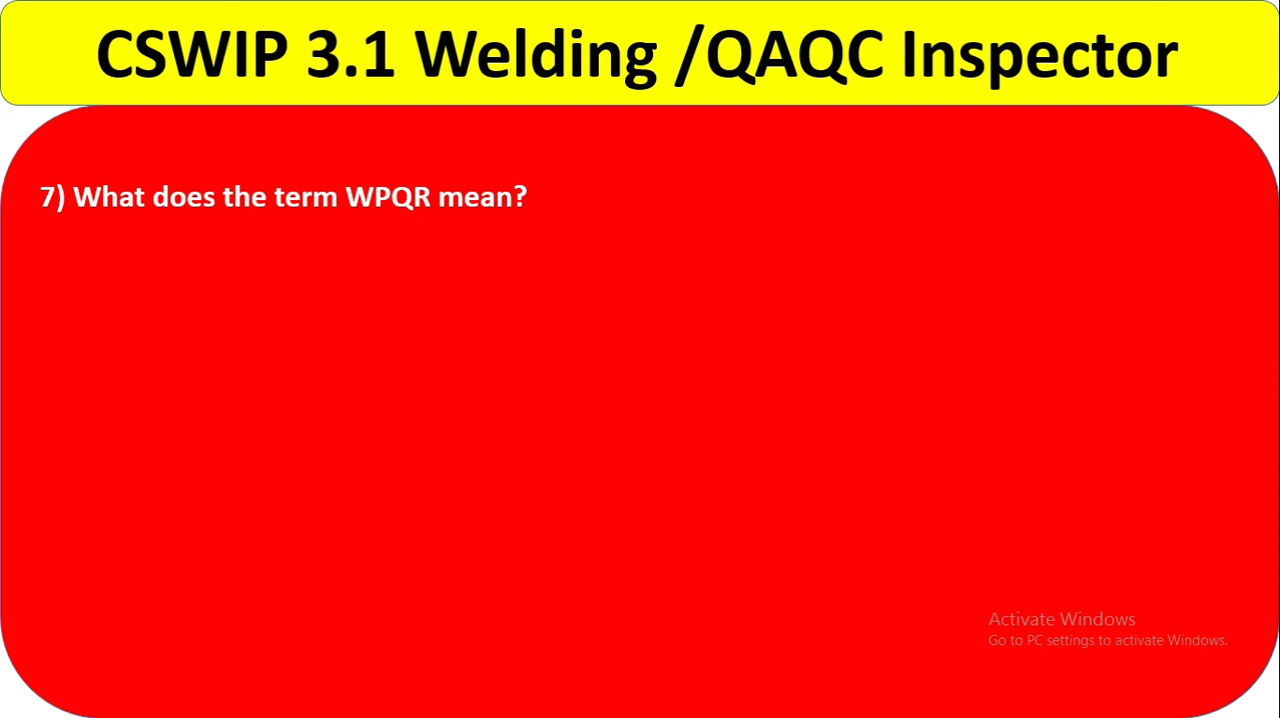 CSWIP 3.1 Welding /QAQC Inspector
7) What does the term WPQR mean?
Activate Windows
Go to PC settings to activate Windows.